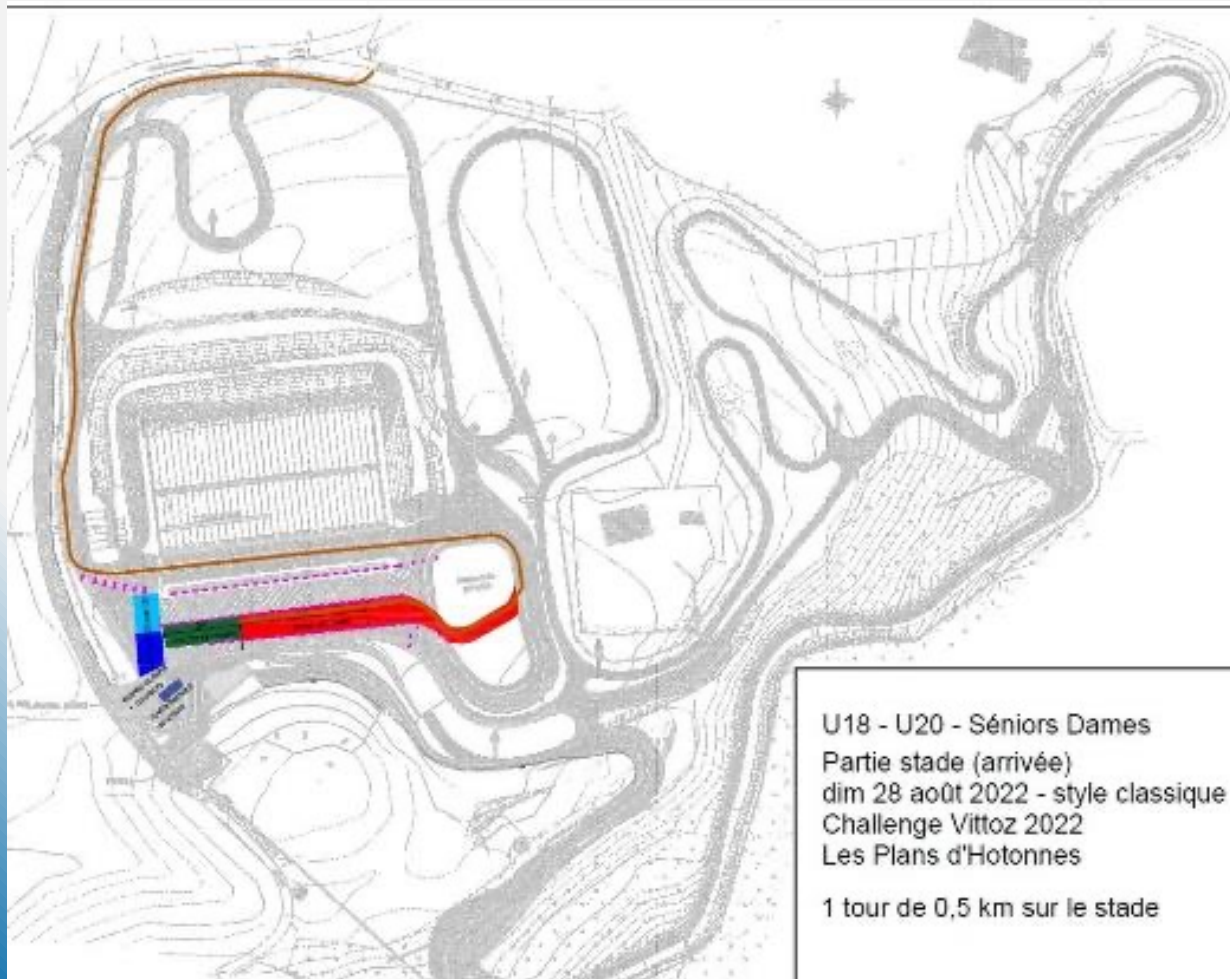 U18 - U20 - Séniors Dames
Partie stade (arrivée)
dim 28 août 2022 - style classique
Challenge Vittoz 2022
Les Plans d'Hotonnes
1 tour de 0,5 km sur le stade